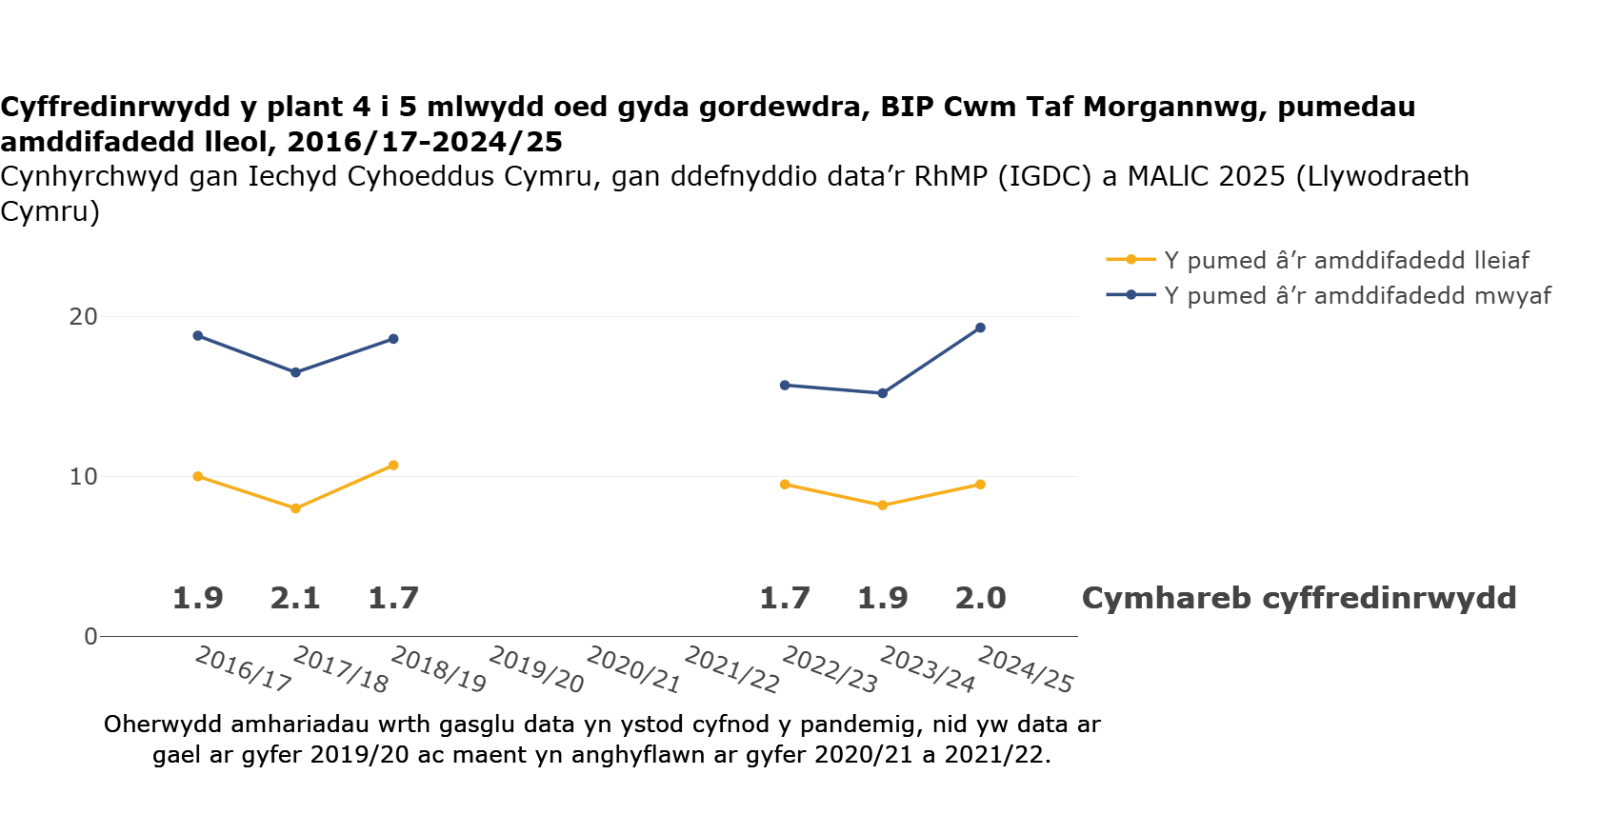 Cyffredinrwydd y plant 4 i 5 mlwydd oed gyda gordewdra, BIP Cwm Taf Morgannwg, pumedau
amddifadedd lleol, 2016/17-2024/25
Cynhyrchwyd gan Iechyd Cyhoeddus Cymru, gan ddefnyddio data’r RhMP (IGDC) a MALlC 2025 (Llywodraeth
Cymru)
Y pumed â’r amddifadedd lleiaf
Y pumed â’r amddifadedd mwyaf
20
10
1.9 2.1 1.7 1.7 1.9 2.0 Cymhareb cyffredinrwydd
0
2016/17 2017/18 2018/19 2019/20 2020/21 2021/22 2022/23 2023/24 2024/25
Oherwydd amhariadau wrth gasglu data yn ystod cyfnod y pandemig, nid yw data ar
gael ar gyfer 2019/20 ac maent yn anghyflawn ar gyfer 2020/21 a 2021/22.